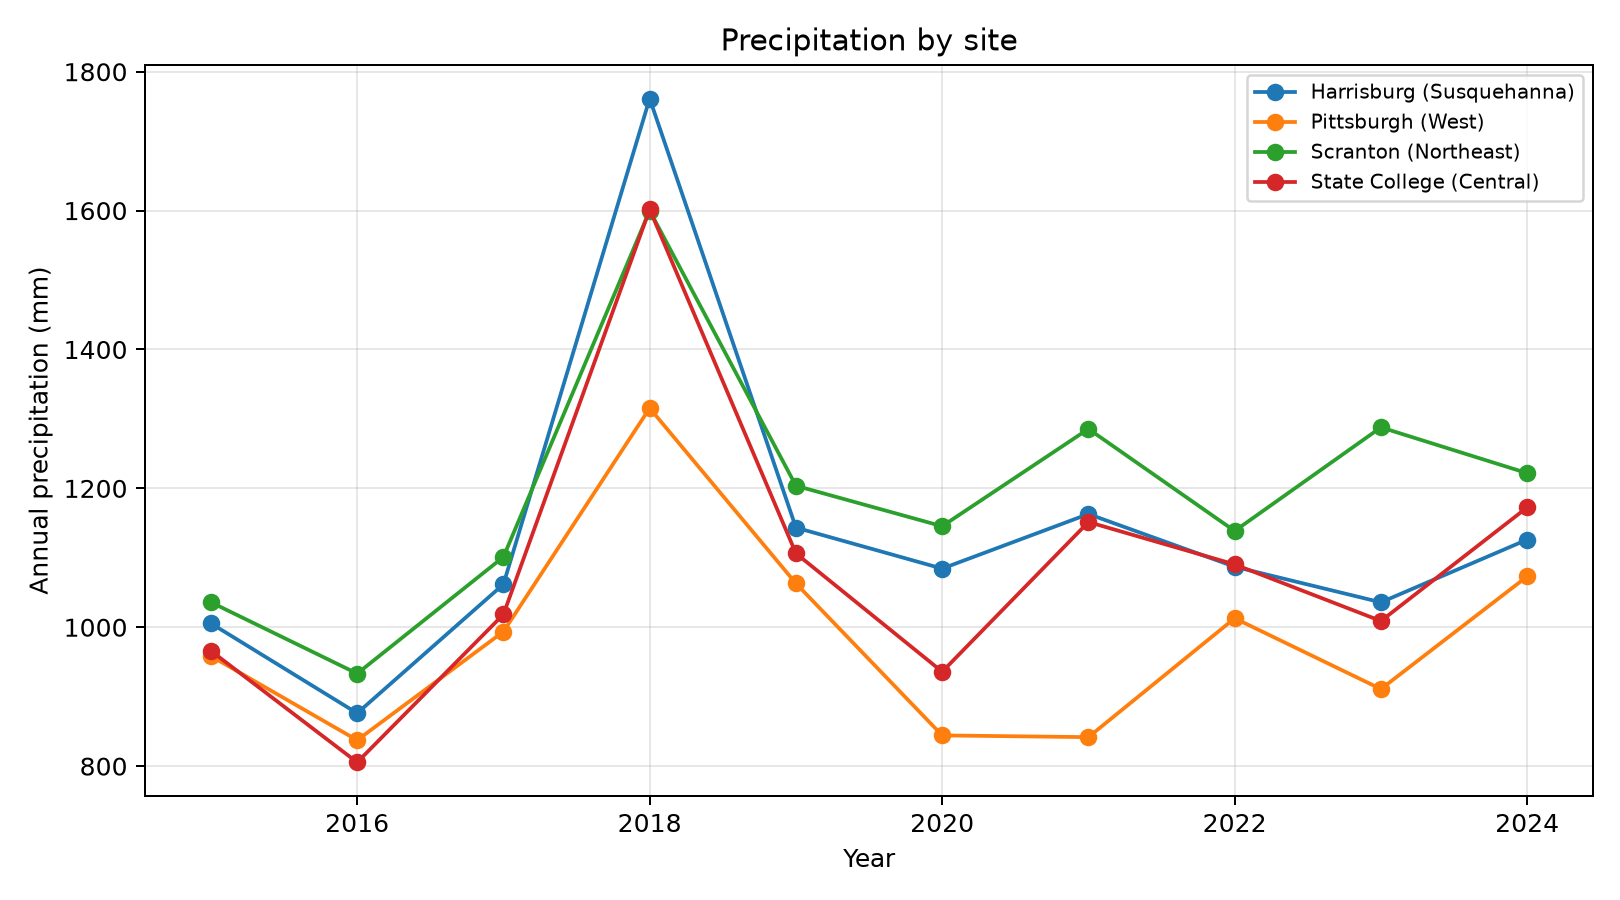 Precipitation by site
1800
1600
1400
1200
1000
800
Annual precipitation (mm)
Harrisburg (Susquehanna)
Pittsburgh (West)
Scranton (Northeast)
State College (Central)
2016
2018
2020
2022
2024
Year